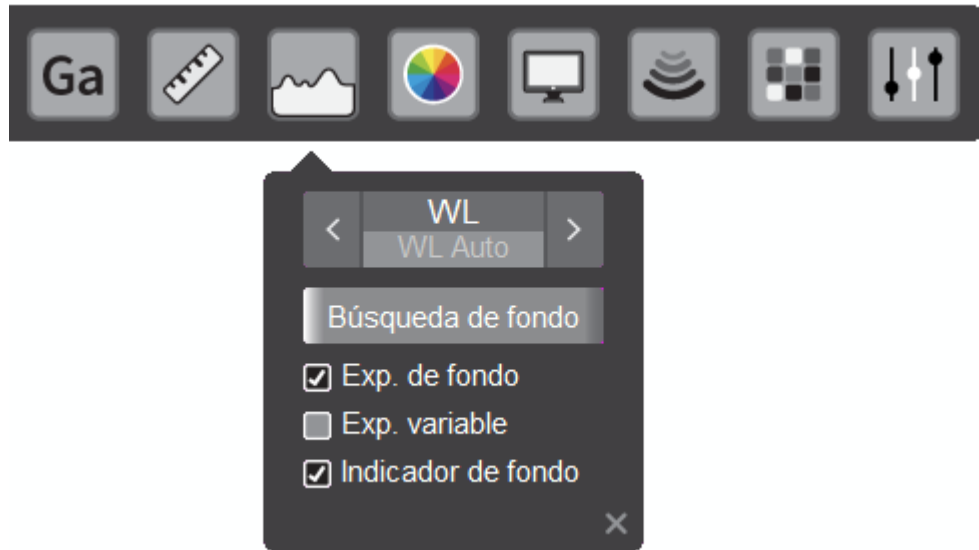 Ga
WL
WL Auto
Búsqueda de fondo
Exp. de fondo
Exp. variable
Indicador de fondo